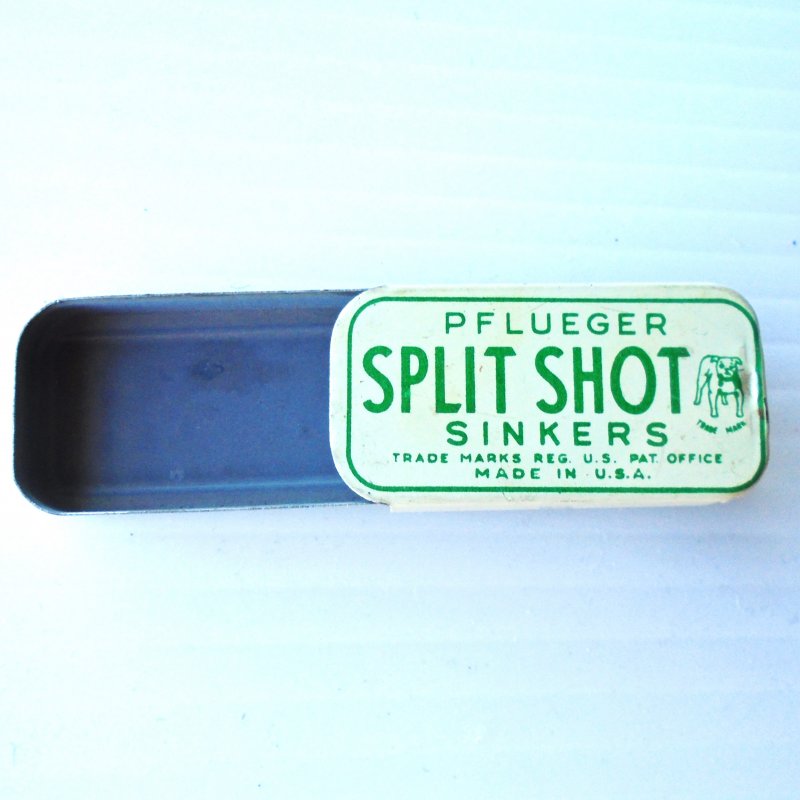 PFLUEGER
SPLIT SHOT
TRADE MARK
SINKERS
TRADE MARKS REG. U.S. PAT. OFFICE
MADE IN U.S.A.